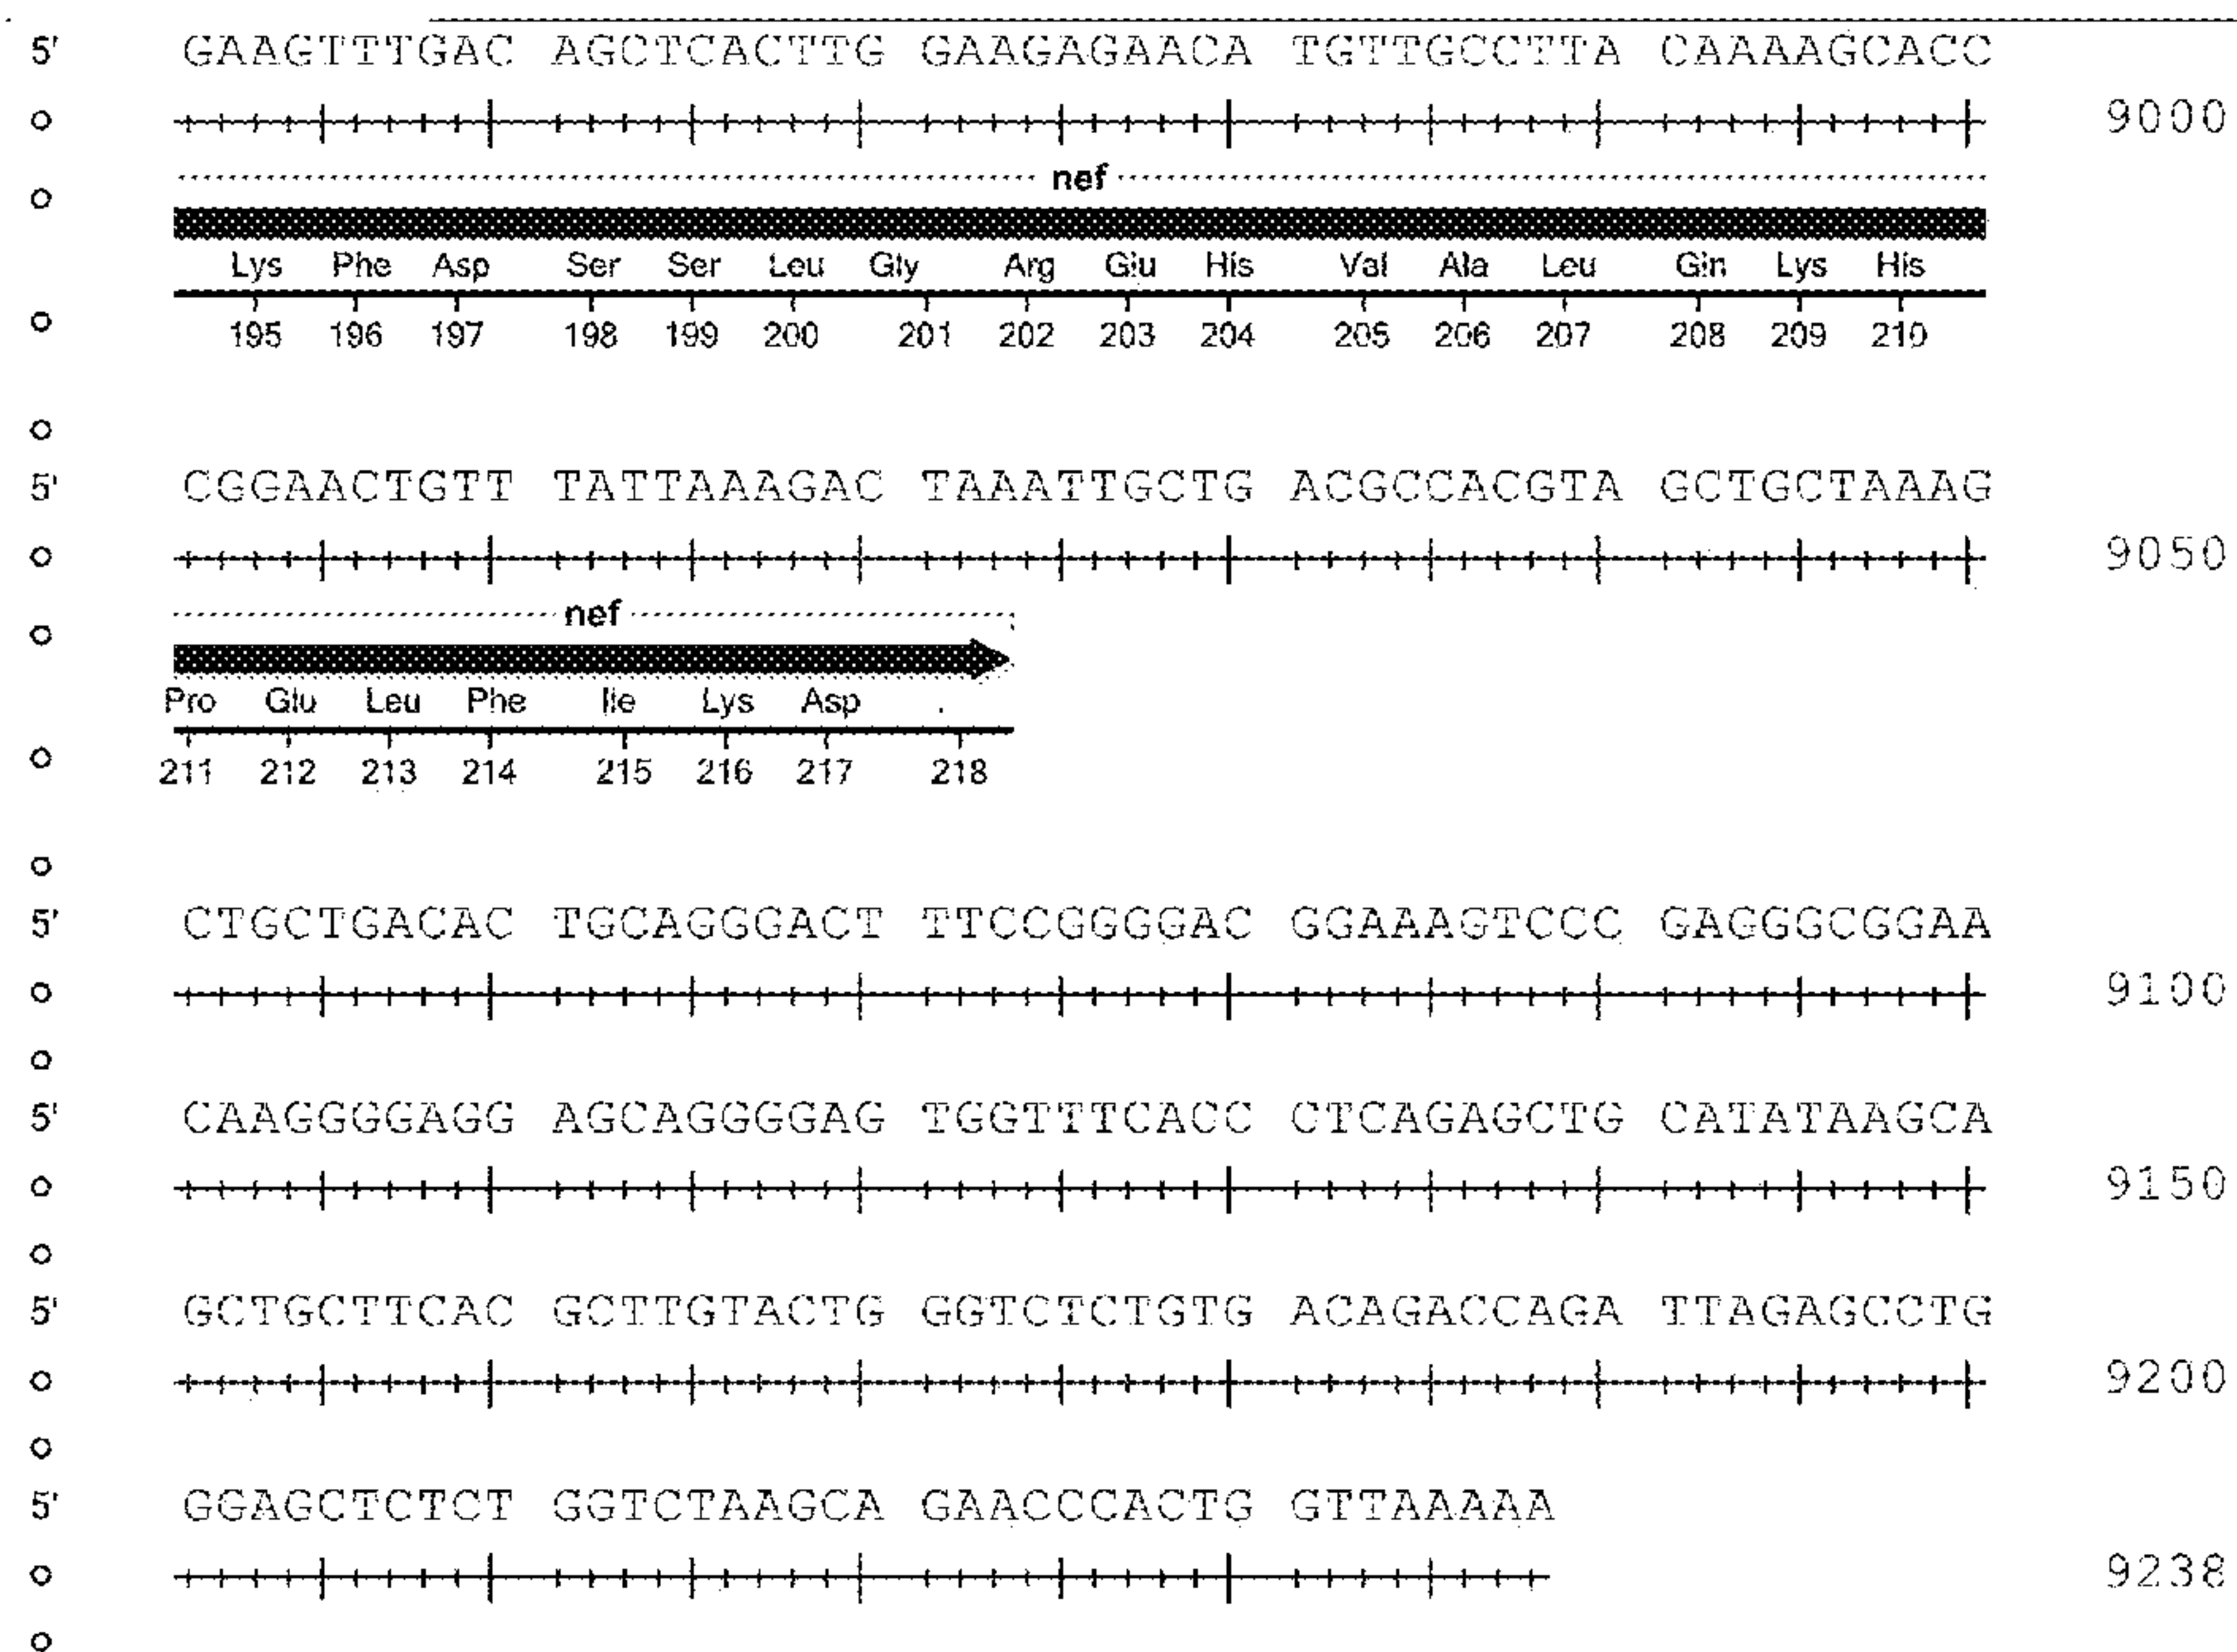 5' GAAGTTTGAC AGCTCACTTG GAAGAGAACA TGTTGCCTTA CAAAAGCACC
9000
nef
Lys Phe Asp Ser Ser Leu Gly Arg Glu His Val Ala Leu Gln Lys His
195 196 197 198 199 200 201 202 203 204 205 206 207 208 209 210
5' CGGAACTGTT TATTAAAGAC TAAATTGCTG ACGCCACGTA GCTGCTAAAG
9050
nef
Pro Glu Leu Phe Ile Lys Asp .
211 212 213 214 215 216 217 218
5' CTGCTGACAC TGCAGGGACT TTCCGGGGAC GGAAAGTCCC GAGGGCGGAA
9100
5' CAAGGGGAGG AGCAGGGGAG TGGTTTCACC CTCAGAGCTG CATATAAGCA
9150
5' GCTGCTTCAC GCTTGTACTG GGTCTCTGTG ACAGACCAGA TTAGAGCCTG
9200
5' GGAGCTCTCT GGTCTAAGCA GAACCCACTG GTTAAAAA
9238